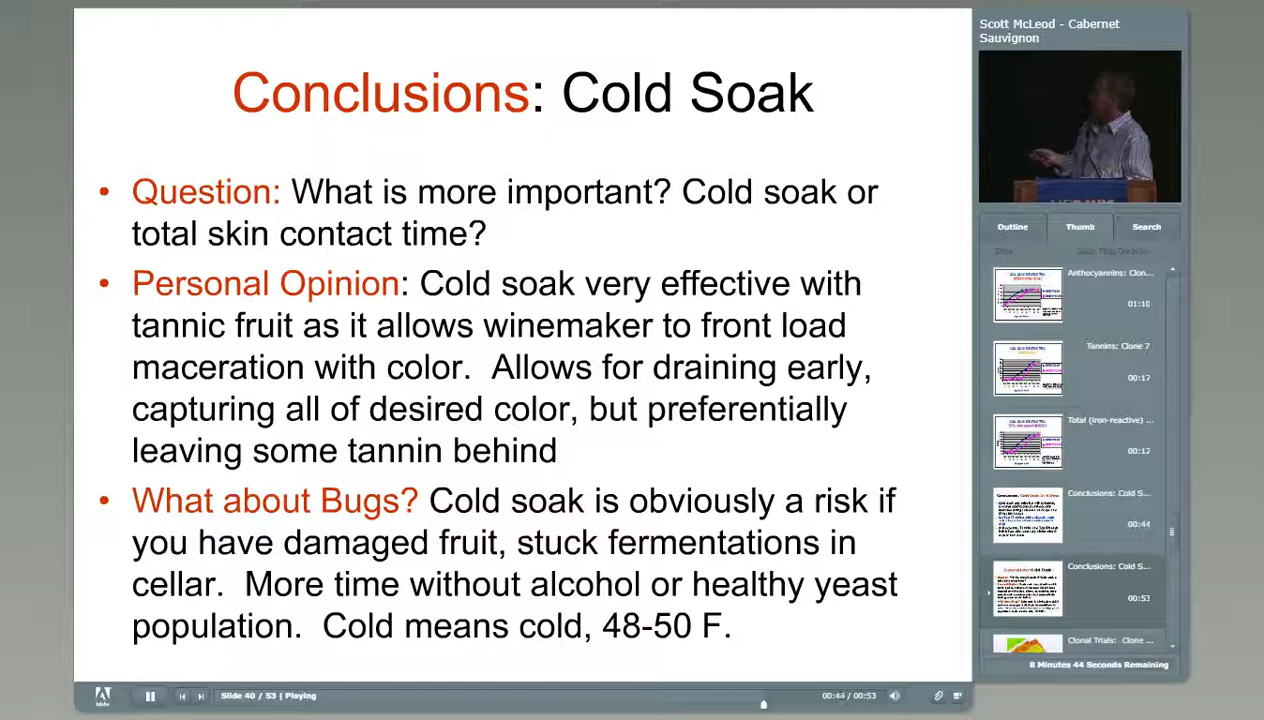 Conclusions: Cold Soak
• Question: What is more important? Cold soak or
total skin contact time?
• Personal Opinion: Cold soak very effective with
tannic fruit as it allows winemaker to front load
maceration with color.  Allows for draining early,
capturing all of desired color, but preferentially
leaving some tannin behind
• What about Bugs? Cold soak is obviously a risk if
you have damaged fruit, stuck fermentations in
cellar.  More time without alcohol or healthy yeast
population.  Cold means cold, 48-50 F.
Scott McLeod - Cabernet
Sauvignon
Outline
Thumb
Search
Anthocyannins: Clon...
01:10
Tannins: Clone 7
00:17
Total (iron-reactive) ...
00:12
Conclusions: Cold S...
00:44
Conclusions: Cold S...
00:53
Clonal Trials:  Clone ...
8 Minutes 44 Seconds Remaining
Adobe
Slide 40 / 53 | Playing
00:43 / 00:53